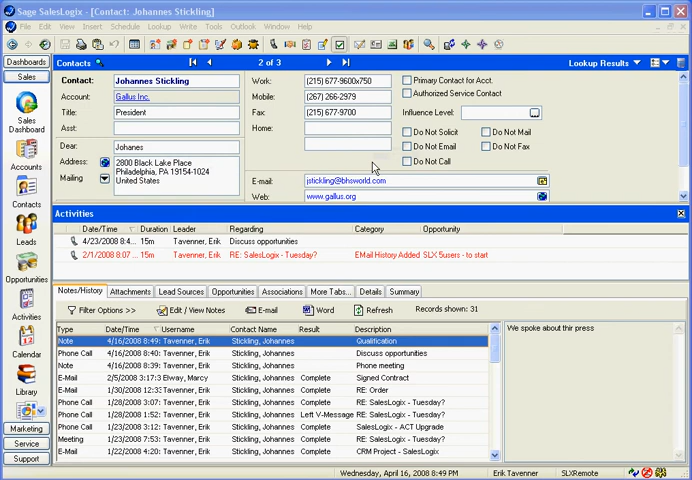 Sage SalesLogix - [Contact: Johannes Stickling]
File Edit Insert Schedule Lookup Write Tools Outlook Window Help
Dashboards
Sales
Sales Dashboard
Accounts
Contacts
Leads
Opportunities
Activities
Calendar
Library
Marketing
Service
Support
Contacts 2 of 3 Lookup Results
Contact: Johannes Stickling
Account: Gallus Inc.
Title: President
Asst:
Dear: Johanes
Address: 2800 Black Lake Place
Philadelphia, PA 19154-1024
Mailing United States
Work: (215) 677-9600x750
Mobile: (267) 266-2979
Fax: (215) 677-9700
Home:
E-mail: jstickling@bhsworld.com
Web: www.gallus.org
Primary Contact for Acct.
Authorized Service Contact
Influence Level:
Do Not Solicit Do Not Mail
Do Not Email Do Not Fax
Do Not Call
Activities
Date/Time Duration Leader Regarding Category Opportunity
4/23/2008 8:4... 15m Tavenner, Erik Discuss opportunities
2/1/2008 8:07... 15m Tavenner, Erik RE: SalesLogix - Tuesday? EMail History Added SLX 5users - to start
Notes/History Attachments Lead Sources Opportunities Associations More Tabs... Details Summary
Filter Options >> Edit / View Notes E-mail Word Refresh Records shown: 31
Type Date/Time Username Contact Name Result Description
Note 4/16/2008 8:49: Tavenner, Erik Stickling, Johannes Qualification
Phone Call 4/16/2008 8:40: Tavenner, Erik Stickling, Johannes Discuss opportunities
Note 4/16/2008 8:36: Tavenner, Erik Stickling, Johannes Phone meeting
E-Mail 2/5/2008 3:17:3 Elway, Marcy Stickling, Johannes Complete Signed Contract
E-Mail 1/30/2008 12:3: Tavenner, Erik Stickling, Johannes Complete RE: Order
E-Mail 1/28/2008 3:07: Tavenner, Erik Stickling, Johannes Complete RE: SalesLogix - Tuesday?
Phone Call 1/28/2008 1:52: Tavenner, Erik Stickling, Johannes Left V-Message RE: SalesLogix - Tuesday?
Phone Call 1/28/2008 3:12: Tavenner, Erik Stickling, Johannes Complete SalesLogix - ACT Upgrade
Meeting 1/23/2008 7:53: Tavenner, Erik Stickling, Johannes Complete RE: SalesLogix - Tuesday?
E-Mail 1/22/2008 4:20: Tavenner, Erik Stickling, Johannes Complete CRM Project - SalesLogix
We spoke about thir press
Wednesday, April 16, 2008 8:49 PM Erik Tavenner SLXRemote